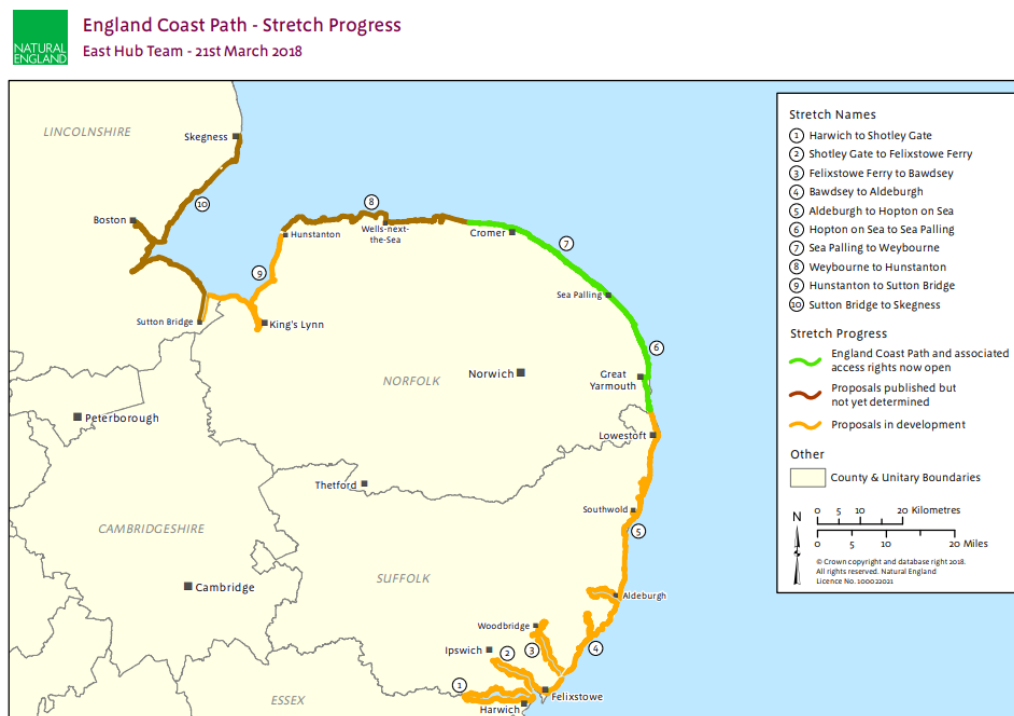 NATURAL
ENGLAND
England Coast Path - Stretch Progress
East Hub Team - 21st March 2018
LINCOLNSHIRE
Skegness
10
Boston
8
Hunstanton
Wells-next-
the-Sea
Cromer
7
9
Sea Palling
Sutton Bridge
King's Lynn
6
Norwich
NORFOLK
Great
Yarmouth
Peterborough
Lowestoft
Thetford
Southwold
CAMBRIDGESHIRE
5
SUFFOLK
Cambridge
Aldeburgh
Woodbridge
Ipswich
2
3
4
1
Felixstowe
ESSEX
Harwich
Stretch Names
1 Harwich to Shotley Gate
2 Shotley Gate to Felixstowe Ferry
3 Felixstowe Ferry to Bawdsey
4 Bawdsey to Aldeburgh
5 Aldeburgh to Hopton on Sea
6 Hopton on Sea to Sea Palling
7 Sea Palling to Weybourne
8 Weybourne to Hunstanton
9 Hunstanton to Sutton Bridge
10 Sutton Bridge to Skegness
Stretch Progress
England Coast Path and associated
access rights now open
Proposals published but
not yet determined
Proposals in development
Other
County & Unitary Boundaries
N
0 5 10 20 Kilometres
0 5 10 20 Miles
© Crown copyright and database right 2018.
All rights reserved. Natural England
Licence No. 100022021